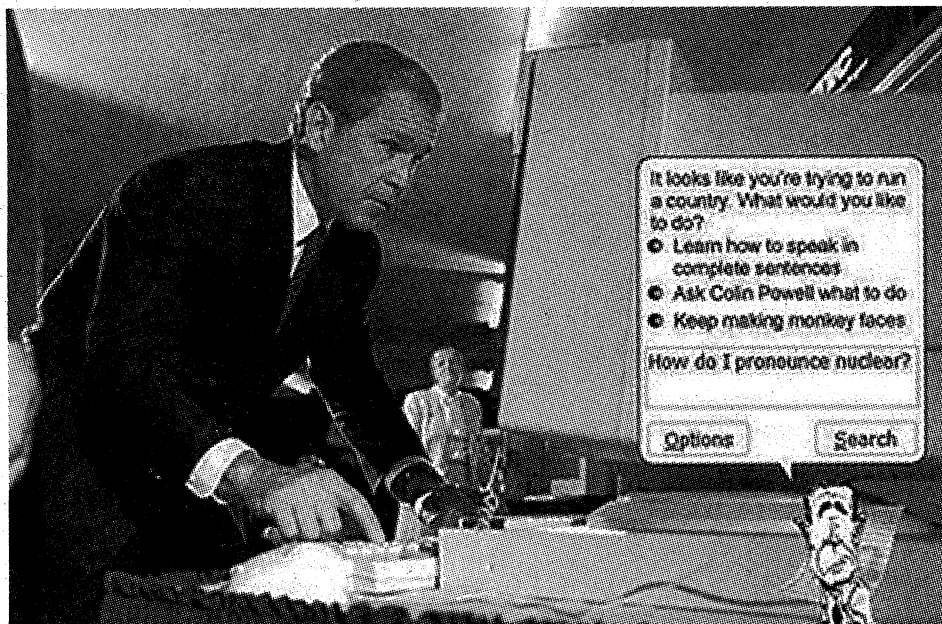 It looks like you're trying to run
a country. What would you like
to do?
Learn how to speak in
complete sentences
Ask Colin Powell what to do
Keep making monkey faces
How do I pronounce nuclear?
Options
Search